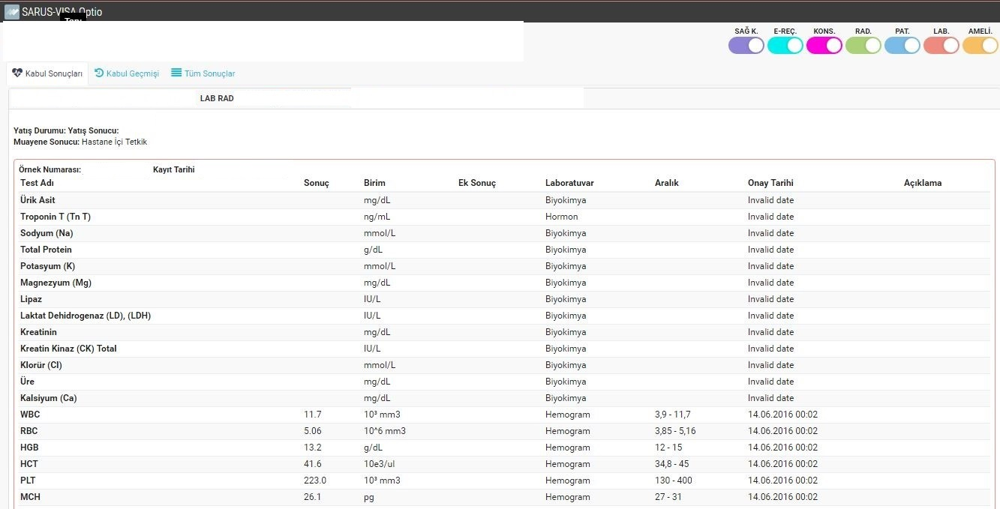 SARUS-VISA Optio
SAĞ K. E-REÇ. KONS. RAD. PAT. LAB. AMELİ.
Kabul Sonuçları Kabul Geçmişi Tüm Sonuçlar
LAB RAD
Yatış Durumu: Yatış Sonucu:
Muayene Sonucu: Hastane İçi Tetkik
Örnek Numarası: Kayıt Tarihi
Test Adı Sonuç Birim Ek Sonuç Laboratuvar Aralık Onay Tarihi Açıklama
Ürik Asit mg/dL Biyokimya Invalid date
Troponin T (Tn T) ng/mL Hormon Invalid date
Sodyum (Na) mmol/L Biyokimya Invalid date
Total Protein g/dL Biyokimya Invalid date
Potasyum (K) mmol/L Biyokimya Invalid date
Magnezyum (Mg) mg/dL Biyokimya Invalid date
Lipaz IU/L Biyokimya Invalid date
Laktat Dehidrogenaz (LD), (LDH) IU/L Biyokimya Invalid date
Kreatinin mg/dL Biyokimya Invalid date
Kreatin Kinaz (CK) Total IU/L Biyokimya Invalid date
Klorür (Cl) mmol/L Biyokimya Invalid date
Üre mg/dL Biyokimya Invalid date
Kalsiyum (Ca) mg/dL Biyokimya Invalid date
WBC 11.7 10³ mm3 Hemogram 3,9 - 11,7 14.06.2016 00:02
RBC 5.06 10^6 mm3 Hemogram 3,85 - 5,16 14.06.2016 00:02
HGB 13.2 g/dL Hemogram 12 - 15 14.06.2016 00:02
HCT 41.6 10e3/ul Hemogram 34,8 - 45 14.06.2016 00:02
PLT 223.0 10³ mm3 Hemogram 130 - 400 14.06.2016 00:02
MCH 26.1 pg Hemogram 27 - 31 14.06.2016 00:02